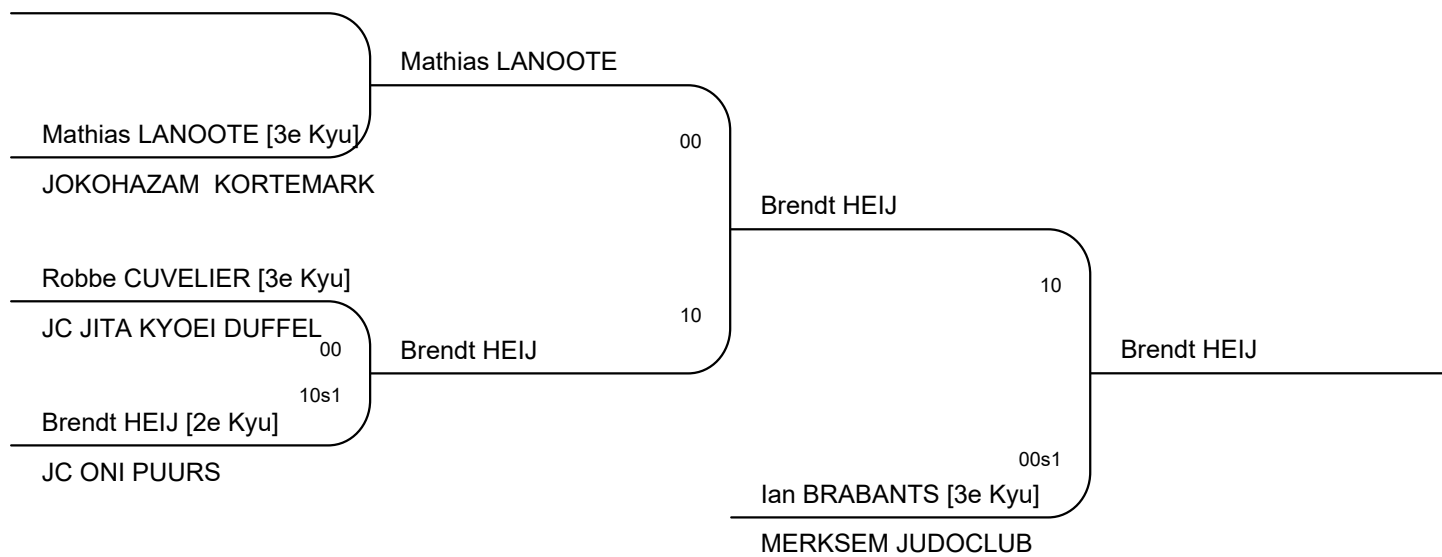 Mathias LANOOTE
Mathias LANOOTE [3e Kyu]
00
JOKOHAZAM  KORTEMARK
Brendt HEIJ
Robbe CUVELIER [3e Kyu]
10
JC JITA KYOEI DUFFEL
10
00
Brendt HEIJ
Brendt HEIJ
10s1
Brendt HEIJ [2e Kyu]
00s1
JC ONI PUURS
Ian BRABANTS [3e Kyu]
MERKSEM JUDOCLUB